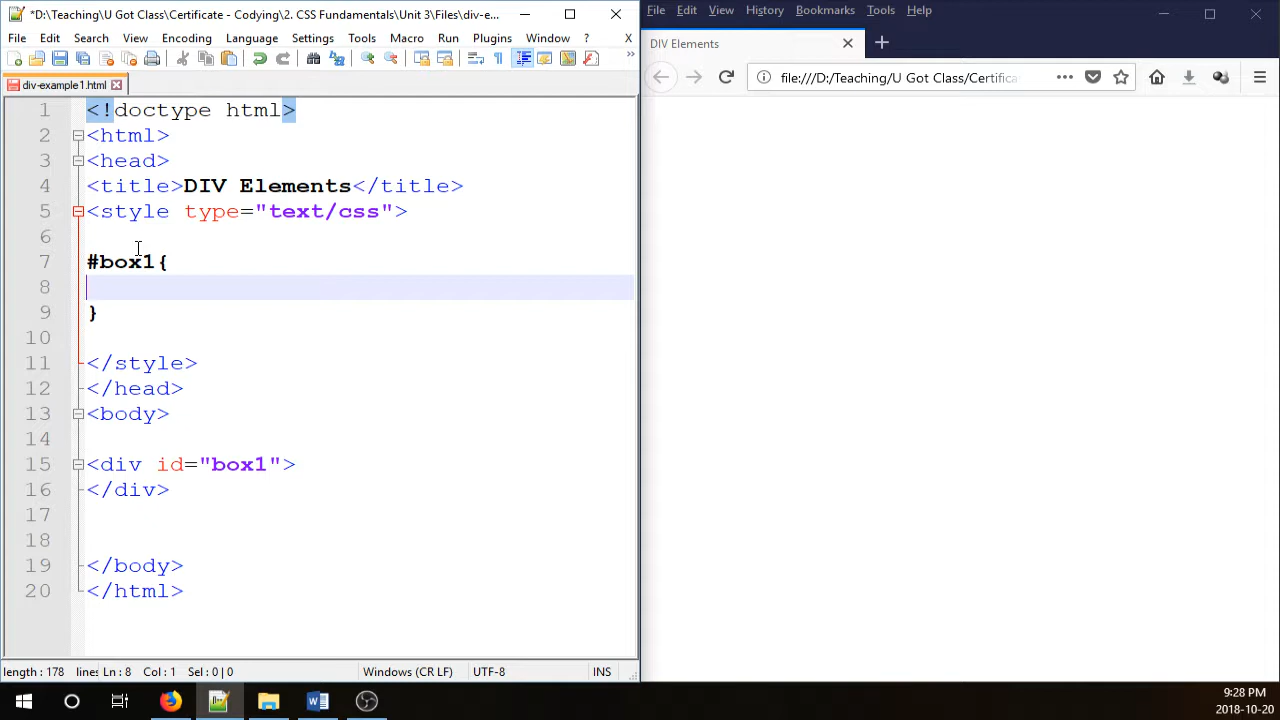 *D:\Teaching\U Got Class\Certificate - Codying\2. CSS Fundamentals\Unit 3\Files\div-e...
File Edit Search View Encoding Language Settings Tools Macro Run Plugins Window ? X
div-example1.html
1 <!doctype html>
2 <html>
3 <head>
4 <title>DIV Elements</title>
5 <style type="text/css">
6
7 #box1{
8
9 }
10
11 </style>
12 </head>
13 <body>
14
15 <div id="box1">
16 </div>
17
18
19 </body>
20 </html>
length : 178 lines Ln : 8 Col : 1 Sel : 0 | 0 Windows (CR LF) UTF-8 INS
File Edit View History Bookmarks Tools Help
DIV Elements
file:///D:/Teaching/U Got Class/Certifica
9:28 PM
2018-10-20